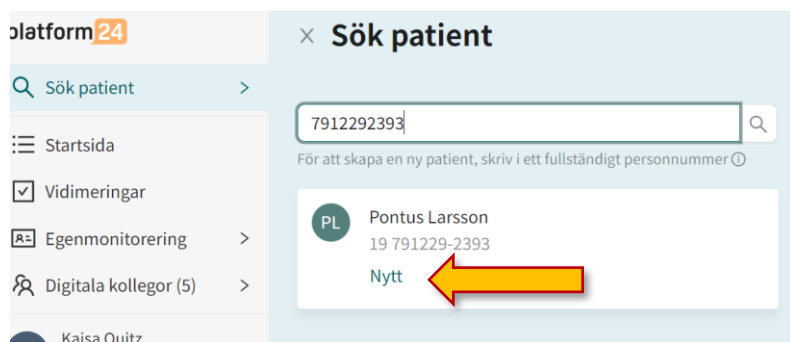 platform24
Sök patient >
Startsida
Vidimeringar
Egenmonitorering >
Digitala kollegor (5) >
Kaisa Quitz
× Sök patient
7912292393
För att skapa en ny patient, skriv i ett fullständigt personnummer
PL
Pontus Larsson
19 791229-2393
Nytt